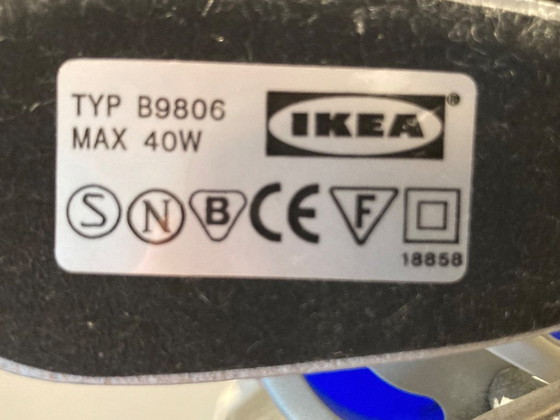 TYP B9806
MAX 40W
IKEA®
S N B CE F
18858